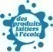 des
produits
laitiers
à l'école